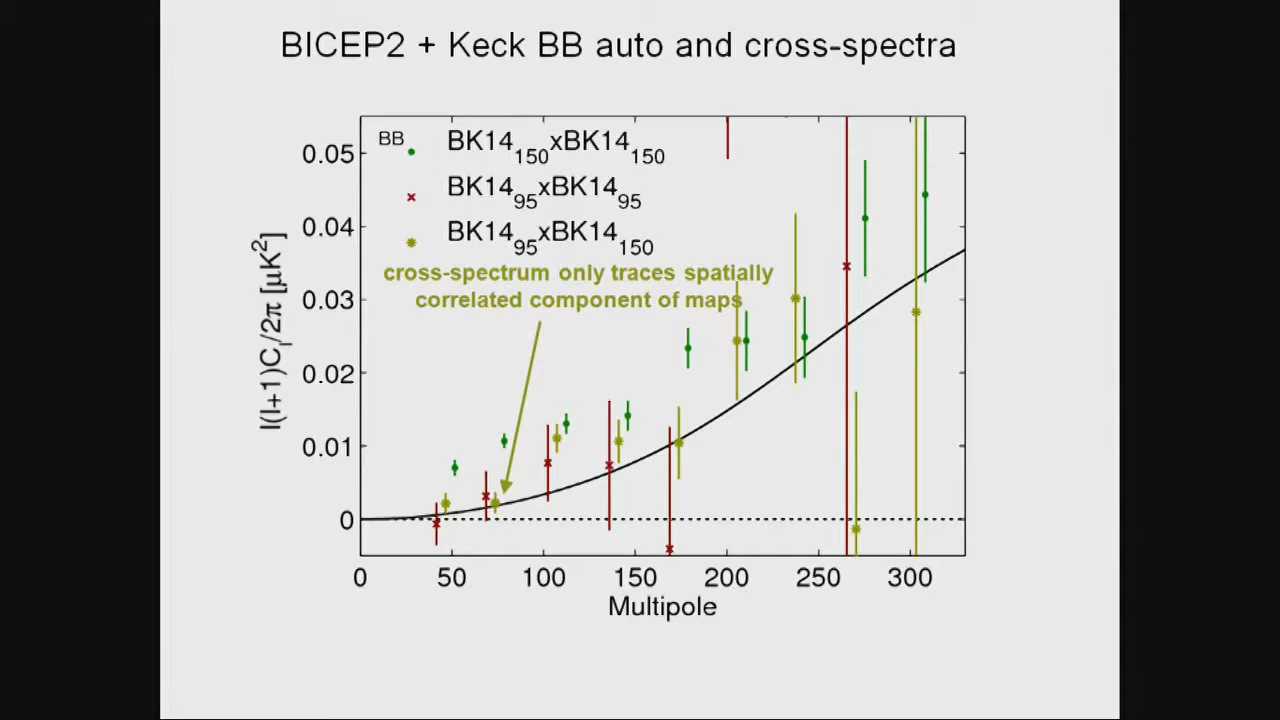 BICEP2 + Keck BB auto and cross-spectra
BB
BK14₁₅₀xBK14₁₅₀
BK14₉₅xBK14₉₅
BK14₉₅xBK14₁₅₀
cross-spectrum only traces spatially
correlated component of maps
l(l+1)Cₗ/2π [μK²]
0.05
0.04
0.03
0.02
0.01
0
0 50 100 150 200 250 300
Multipole